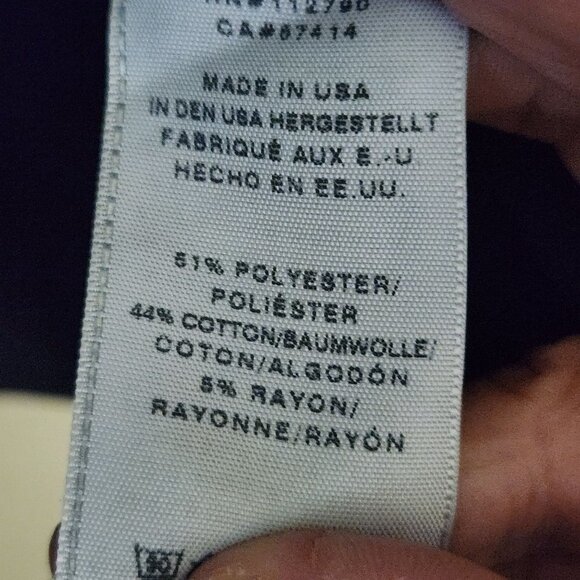 CA#67414
MADE IN USA
IN DEN USA HERGESTELLT
FABRIQUÉ AUX E.-U.
HECHO EN EE.UU.
51% POLYESTER/
POLIÉSTER
44% COTTON/BAUMWOLLE/
COTON/ALGODÓN
5% RAYON/
RAYONNE/RAYÓN